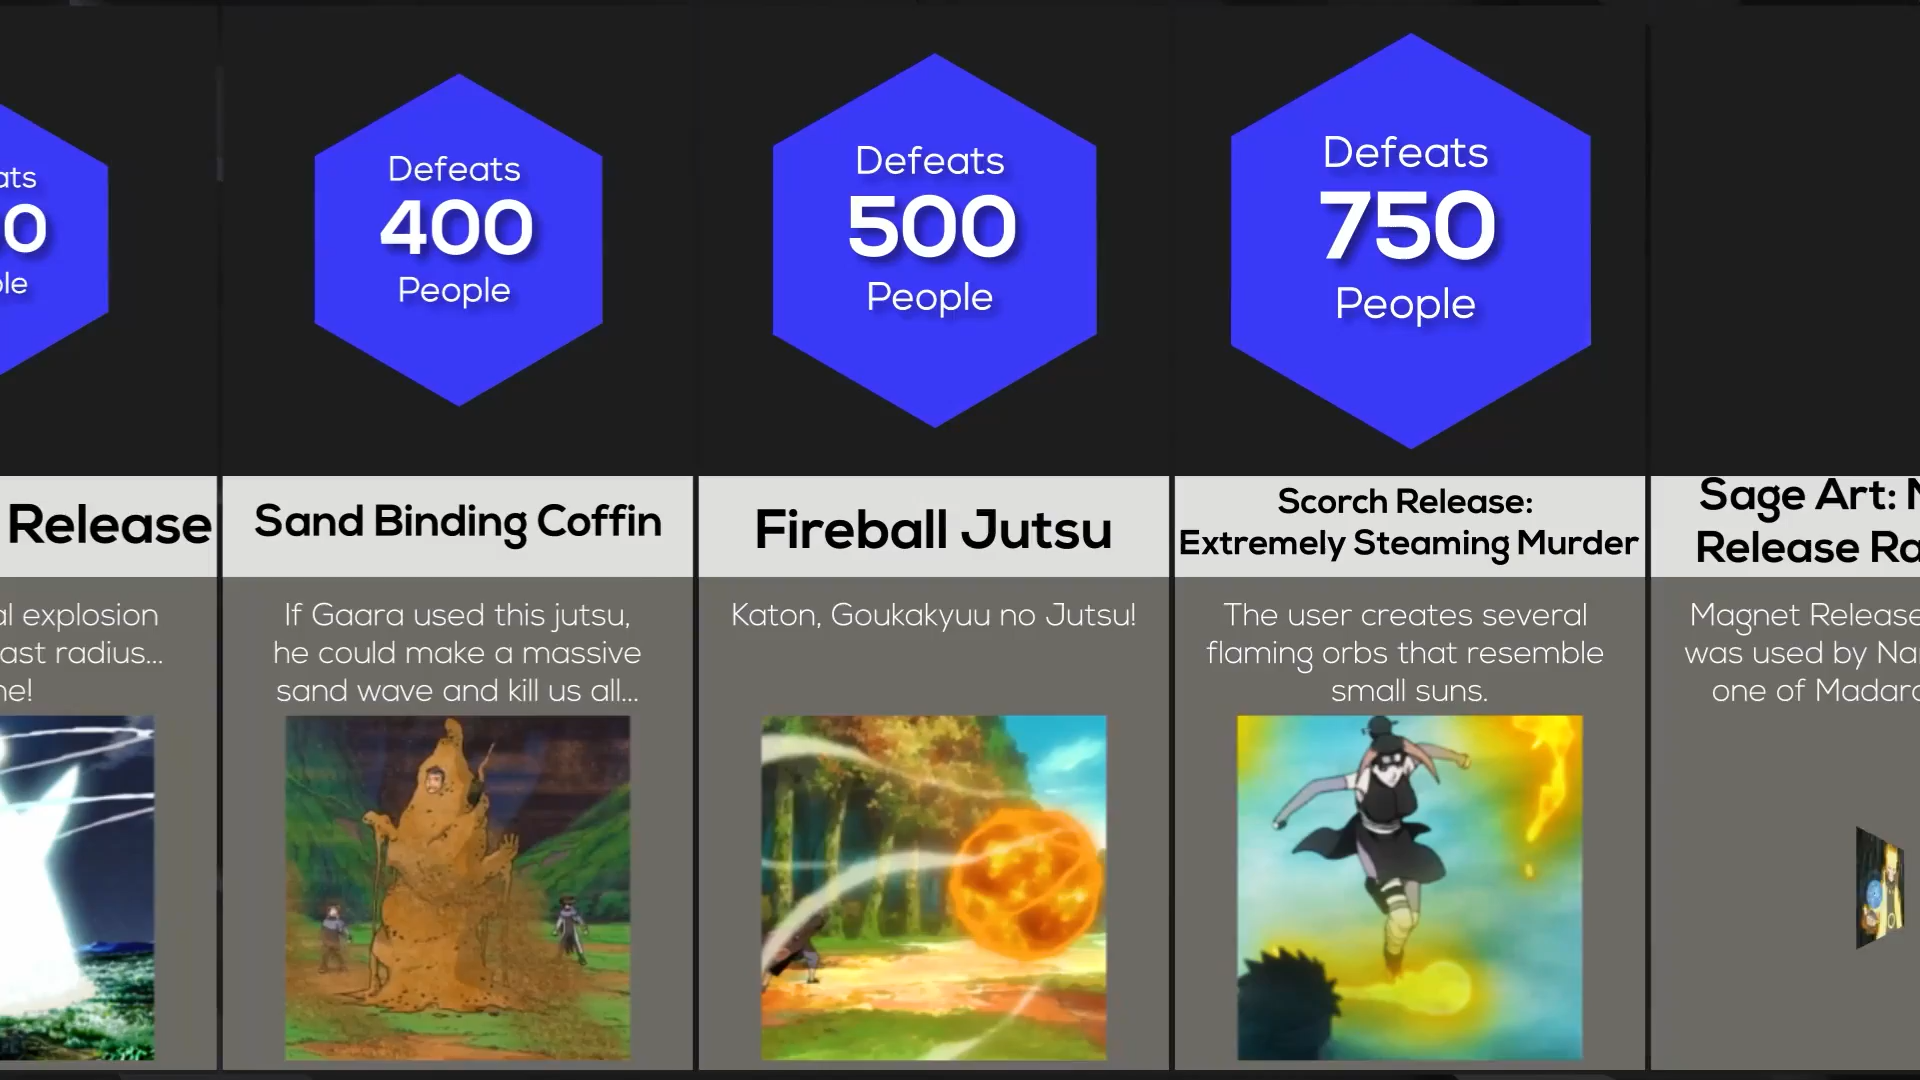 Release
al explosion
ast radius...
Defeats
400
People
Sand Binding Coffin
If Gaara used this jutsu,
he could make a massive
sand wave and kill us all...
Defeats
500
People
Fireball Jutsu
Katon, Goukakyuu no Jutsu!
Defeats
750
People
Scorch Release:
Extremely Steaming Murder
The user creates several
flaming orbs that resemble
small suns.
Sage Art:
Release
Magnet Release
was used by
one of